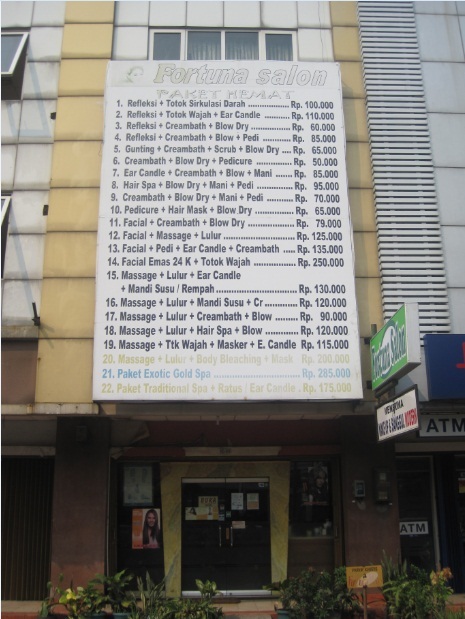 Fortuna salon
PAKET HEMAT
1. Refleksi + Totok Sirkulasi Darah ................ Rp. 100.000
2. Refleksi + Totok Wajah + Ear Candle ........ Rp. 110.000
3. Refleksi + Creambath + Blow Dry ............... Rp. 60.000
4. Refleksi + Creambath + Blow + Pedi .......... Rp. 85.000
5. Gunting + Creambath + Scrub + Blow Dry .... Rp. 65.000
6. Creambath + Blow Dry + Pedicure .............. Rp. 50.000
7. Ear Candle + Creambath + Blow + Mani ...... Rp. 85.000
8. Hair Spa + Blow Dry + Mani + Pedi ............. Rp. 95.000
9. Creambath + Blow Dry + Mani + Pedi .......... Rp. 70.000
10. Pedicure + Hair Mask + Blow Dry ................ Rp. 65.000
11. Facial + Creambath + Blow Dry .................. Rp. 79.000
12. Facial + Massage + Lulur ............................ Rp. 125.000
13. Facial + Pedi + Ear Candle + Creambath ..... Rp. 135.000
14. Facial Emas 24 K + Totok Wajah .................. Rp. 250.000
15. Massage + Lulur + Ear Candle
+ Mandi Susu / Rempah ................................ Rp. 130.000
16. Massage + Lulur + Mandi Susu + Cr ............ Rp. 120.000
17. Massage + Lulur + Creambath + Blow ......... Rp. 90.000
18. Massage + Lulur + Hair Spa + Blow ............. Rp. 120.000
19. Massage + Ttk Wajah + Masker + E. Candle Rp. 115.000
20. Massage + Lulur + Body Bleaching + Mask Rp. 290.000
21. Paket Exotic Gold Spa ................................ Rp. 285.000
22. Paket Traditional Spa + Ratus / Ear Candle . Rp. 175.000
Fortuna Salon
MENERIMA
MAKE UP & SANGGUL MODERN
ATM
ATM